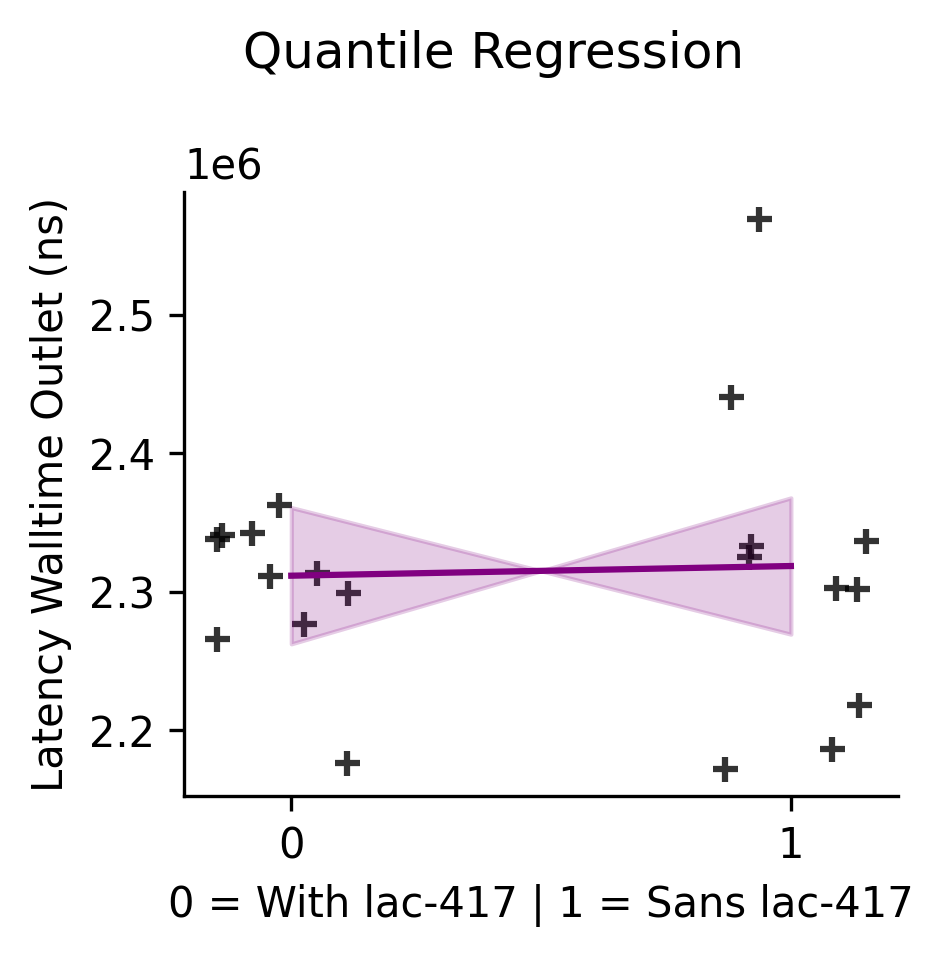 Quantile Regression
1e6
Latency Walltime Outlet (ns)
2.5
2.4
2.3
2.2
0
1
0 = With lac-417 | 1 = Sans lac-417